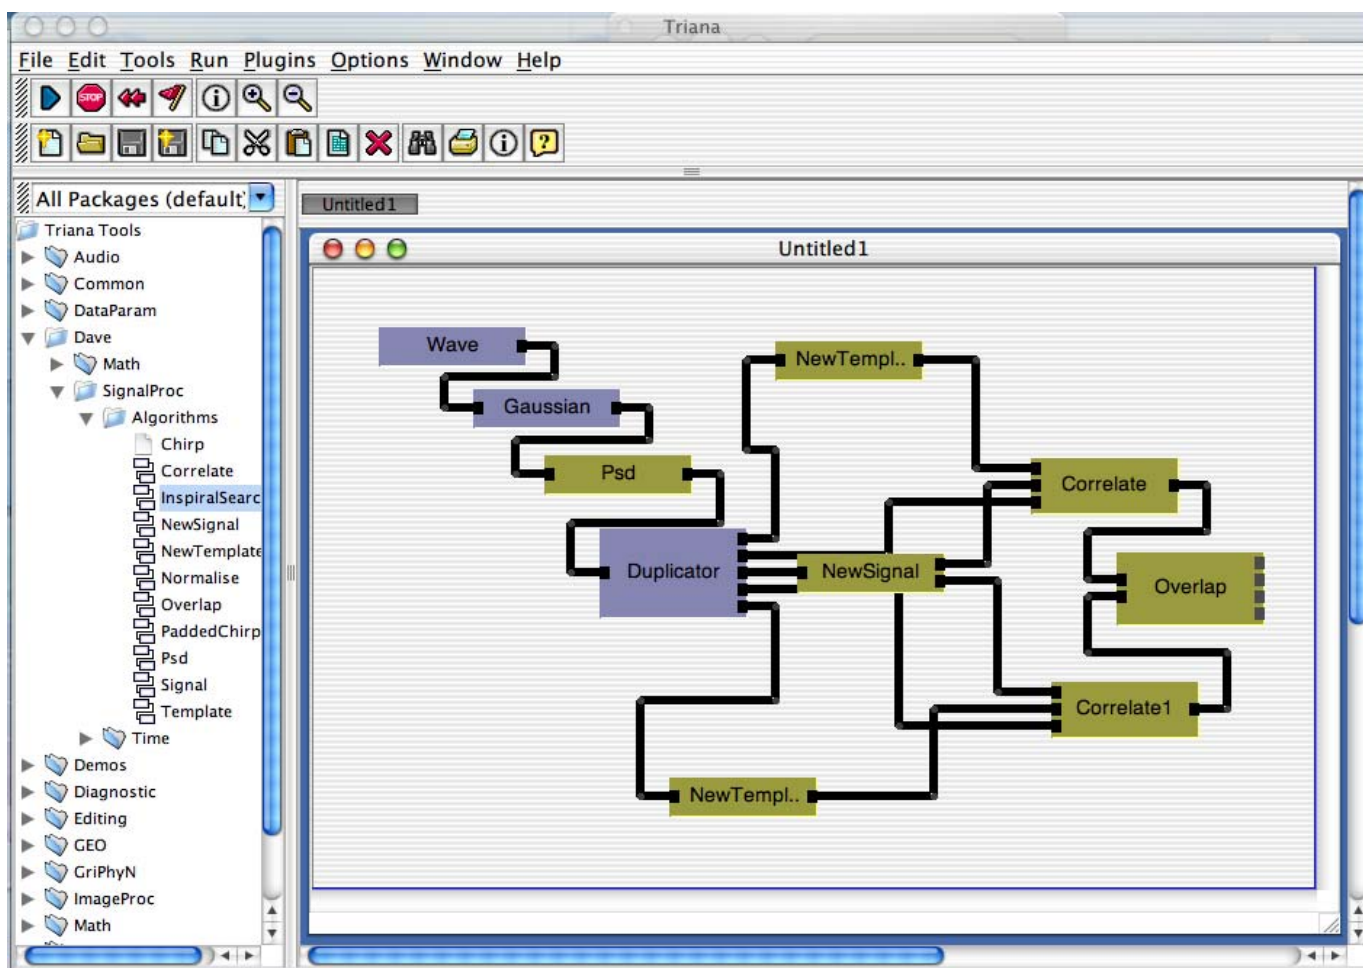 Triana
File Edit Tools Run Plugins Options Window Help
STOP
All Packages (default)
Triana Tools
Audio
Common
DataParam
Dave
Math
SignalProc
Algorithms
Chirp
Correlate
InspiralSearc
NewSignal
NewTemplate
Normalise
Overlap
PaddedChirp
Psd
Signal
Template
Time
Demos
Diagnostic
Editing
GEO
GriPhyN
ImageProc
Math
Untitled1
Untitled1
Wave
NewTempl..
Gaussian
Psd
Correlate
Duplicator
NewSignal
Overlap
Correlate1
NewTempl..